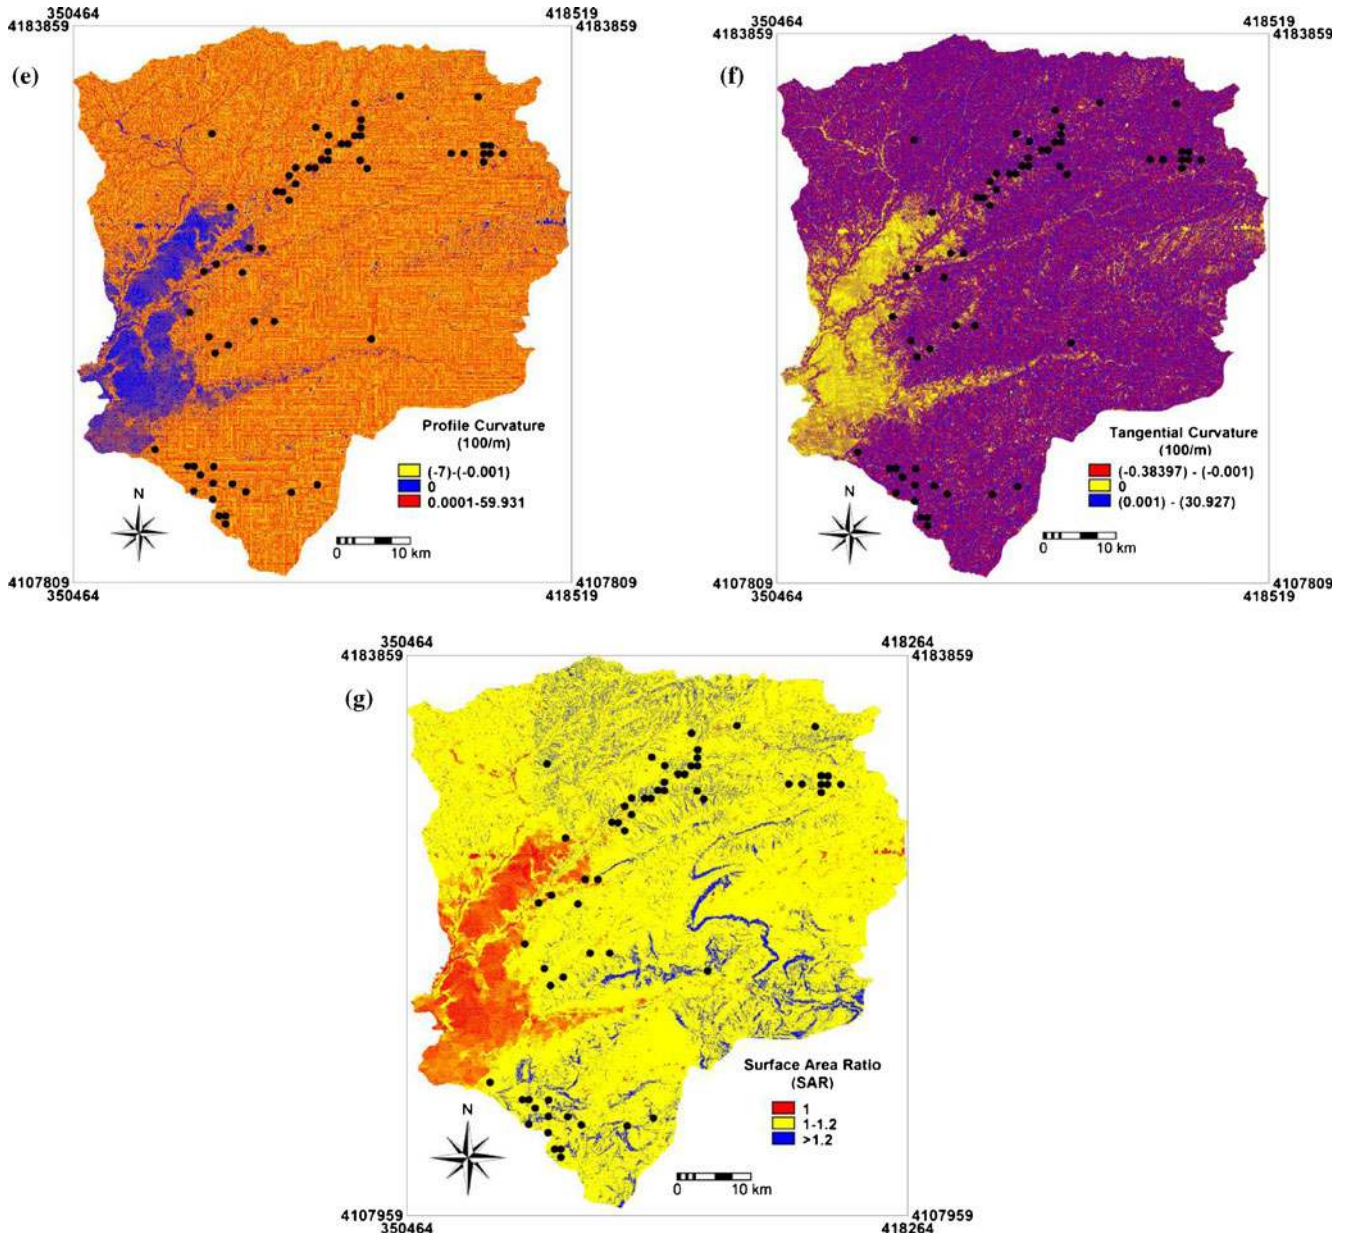 350464 418519
4183859 4183859
(e)
Profile Curvature
(100/m)
(-7)-(-0.001)
0
0.0001-59.931
N
0 10 km
4107809 4107809
350464 418519
350464 418519
4183859 4183859
(f)
Tangential Curvature
(100/m)
(-0.38397) - (-0.001)
0
(0.001) - (30.927)
N
0 10 km
4107809 4107809
350464 418519
350464 418264
4183859 4183859
(g)
Surface Area Ratio
(SAR)
1
1-1.2
>1.2
N
0 10 km
4107959 4107959
350464 418264